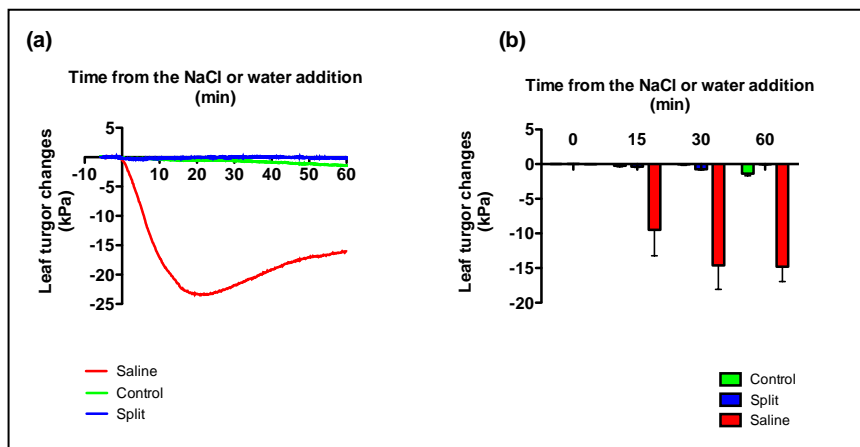 (a)
Time from the NaCl or water addition
(min)
Leaf turgor changes
(kPa)
5
-10
0
10
20
30
40
50
60
-5
-10
-15
-20
-25
Saline
Control
Split
(b)
Time from the NaCl or water addition
(min)
Leaf turgor changes
(kPa)
0
15
30
60
5
0
-5
-10
-15
-20
Control
Split
Saline